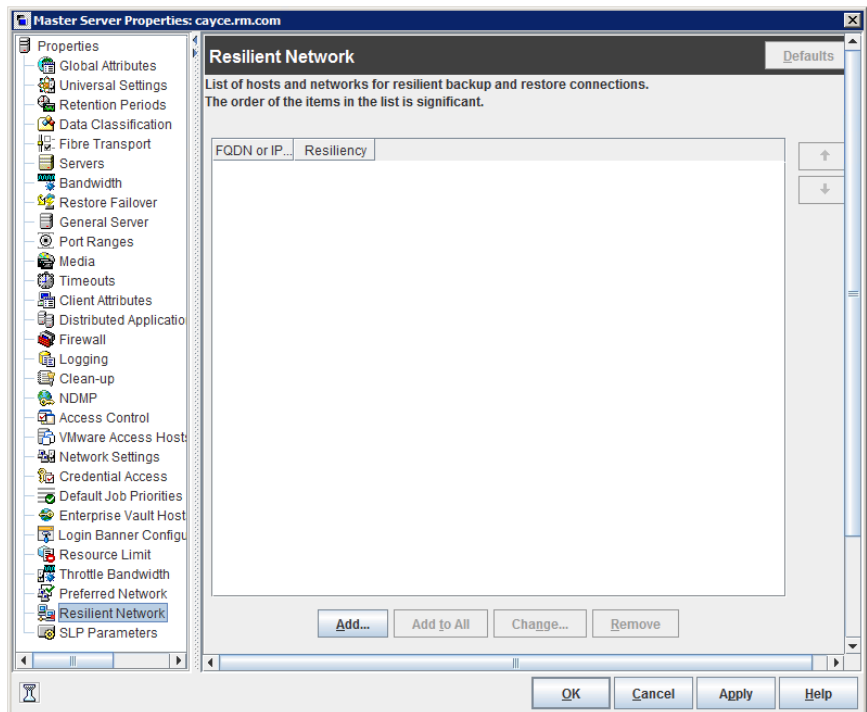 Master Server Properties: cayce.rm.com
Properties
Global Attributes
Universal Settings
Retention Periods
Data Classification
Fibre Transport
Servers
Bandwidth
Restore Failover
General Server
Port Ranges
Media
Timeouts
Client Attributes
Distributed Applicatio
Firewall
Logging
Clean-up
NDMP
Access Control
VMware Access Hosts
Network Settings
Credential Access
Default Job Priorities
Enterprise Vault Host
Login Banner Configu
Resource Limit
Throttle Bandwidth
Preferred Network
Resilient Network
SLP Parameters
Resilient Network
Defaults
List of hosts and networks for resilient backup and restore connections.
The order of the items in the list is significant.
FQDN or IP... Resiliency
Add... Add to All Change... Remove
OK Cancel Apply Help